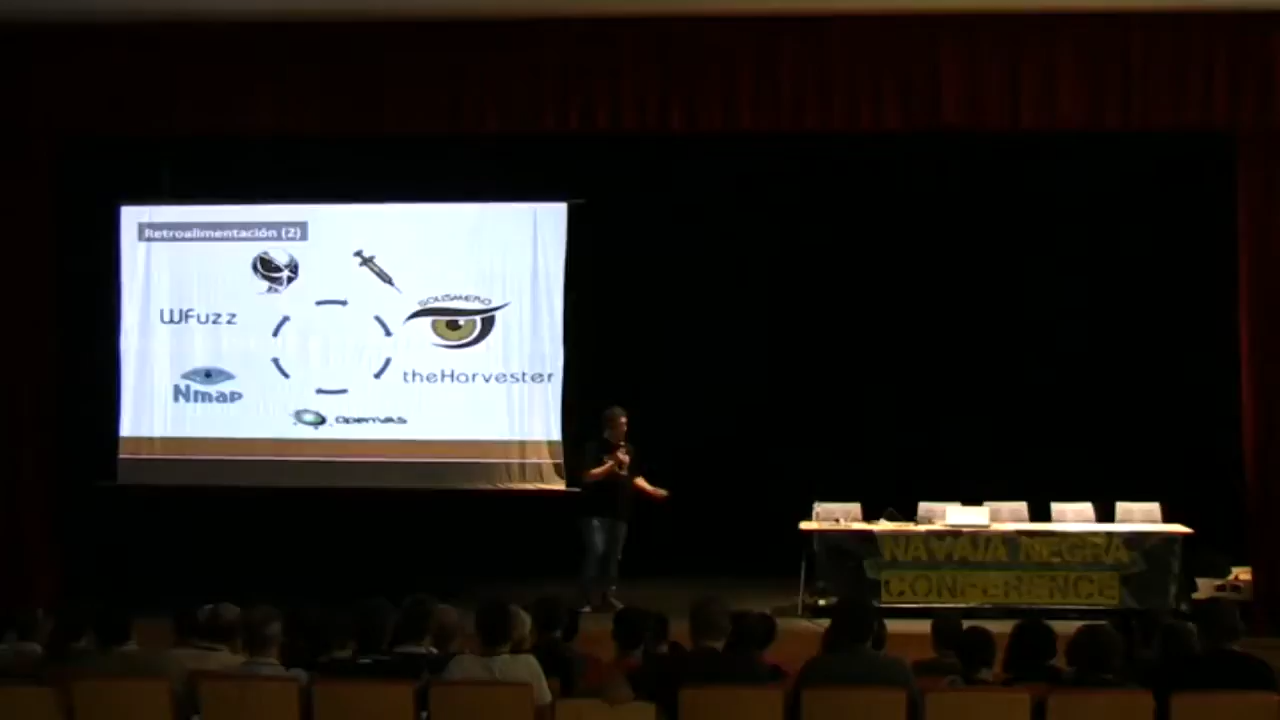 Retroalimentación (2)
GOLISMERO
WFuzz
theHarvester
Nmap
OpenVAS
NAVAJA NEGRA
CONFERENCE